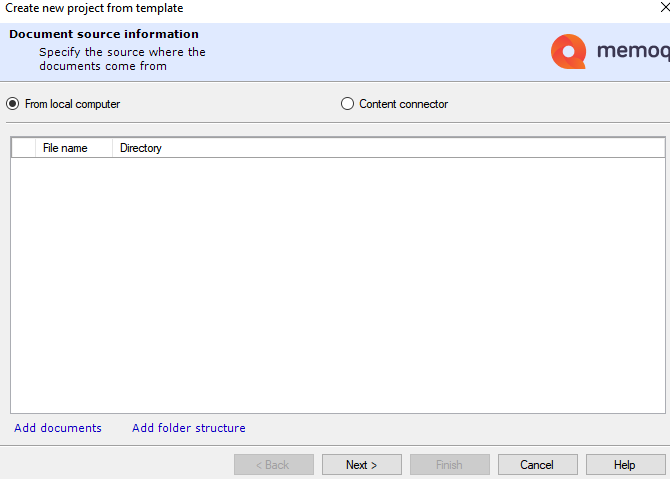 Create new project from template
Document source information
Specify the source where the
documents come from
memoq
From local computer
Content connector
File name Directory
Add documents Add folder structure
< Back Next > Finish Cancel Help